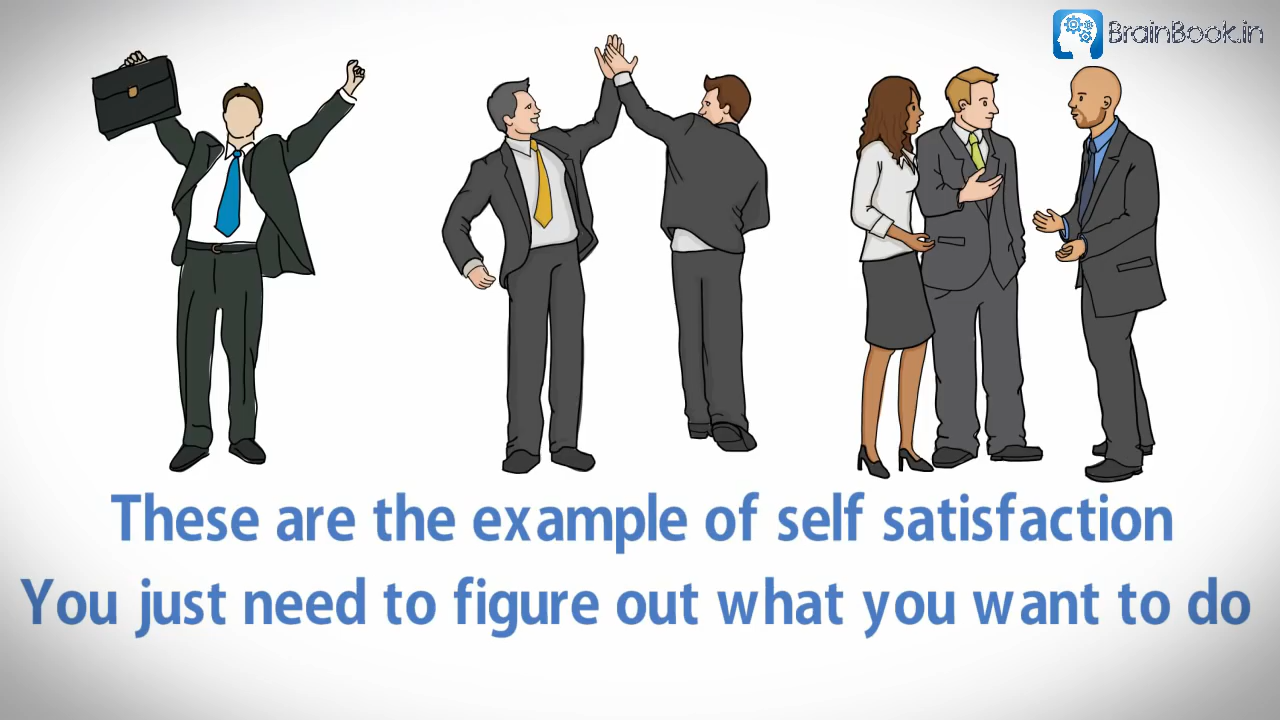 BrainBook.in
These are the example of self satisfaction
You just need to figure out what you want to do